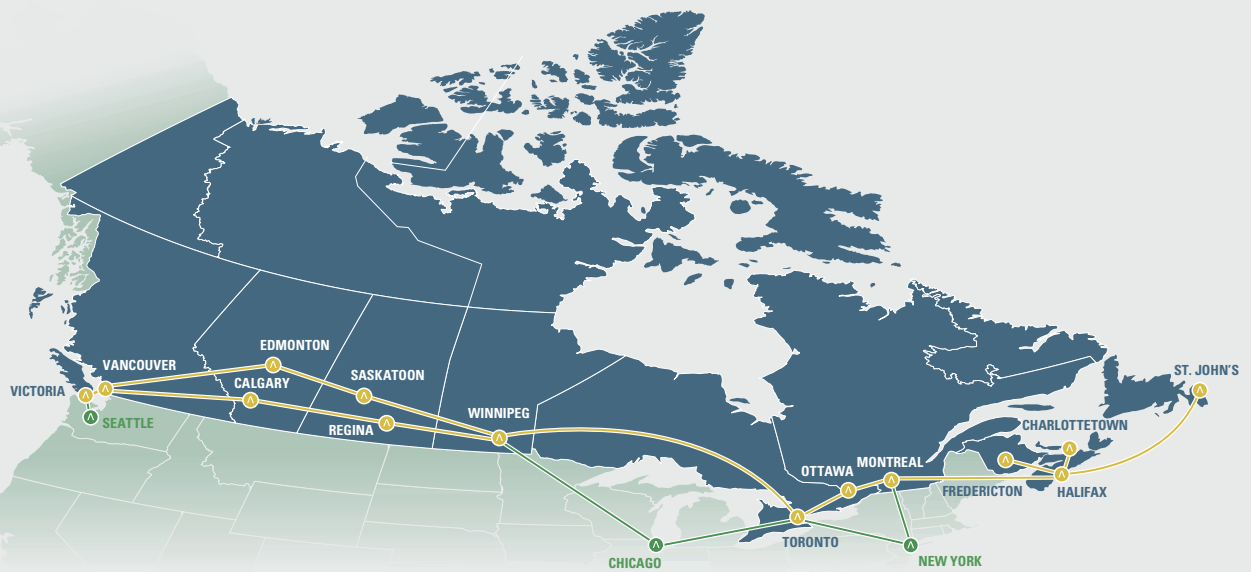 EDMONTON
VANCOUVER
SASKATOON
CALGARY
VICTORIA
SEATTLE
REGINA
WINNIPEG
ST. JOHN'S
CHARLOTTETOWN
OTTAWA
MONTREAL
FREDERICTON
HALIFAX
TORONTO
CHICAGO
NEW YORK